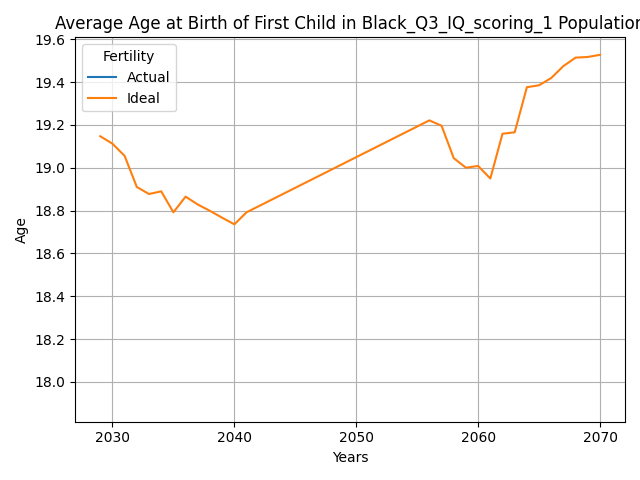 Average Age at Birth of First Child in Black_Q3_IQ_scoring_1 Population
19.6
Fertility
Actual
Ideal
19.4
19.2
19.0
18.8
18.6
18.4
18.2
18.0
Age
2030 2040 2050 2060 2070
Years